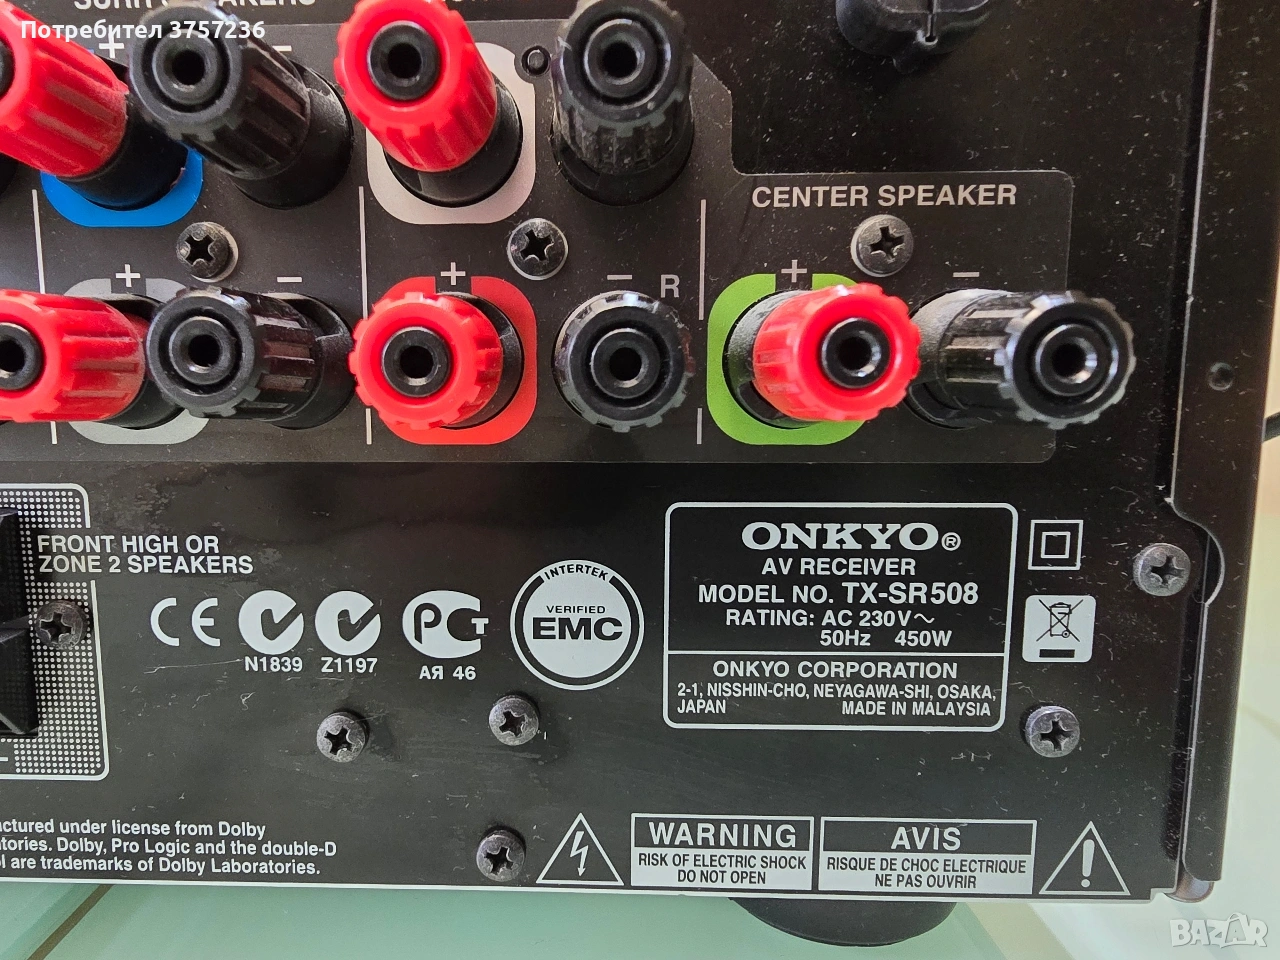 Потребител 3757236
SPEAKERS
+
−
CENTER SPEAKER
+
−
+
−
R
+
−
FRONT HIGH OR
ZONE 2 SPEAKERS
CE
N1839
Z1197
РСт
АЯ 46
INTERTEK
VERIFIED
EMC
ONKYO®
AV RECEIVER
MODEL NO. TX-SR508
RATING: AC 230V～
50Hz 450W
ONKYO CORPORATION
2-1, NISSHIN-CHO, NEYAGAWA-SHI, OSAKA,
JAPAN MADE IN MALAYSIA
under license from Dolby
Dolby, Pro Logic and the double-D
are trademarks of Dolby Laboratories.
WARNING
RISK OF ELECTRIC SHOCK
DO NOT OPEN
AVIS
RISQUE DE CHOC ELECTRIQUE
NE PAS OUVRIR
BAZAR